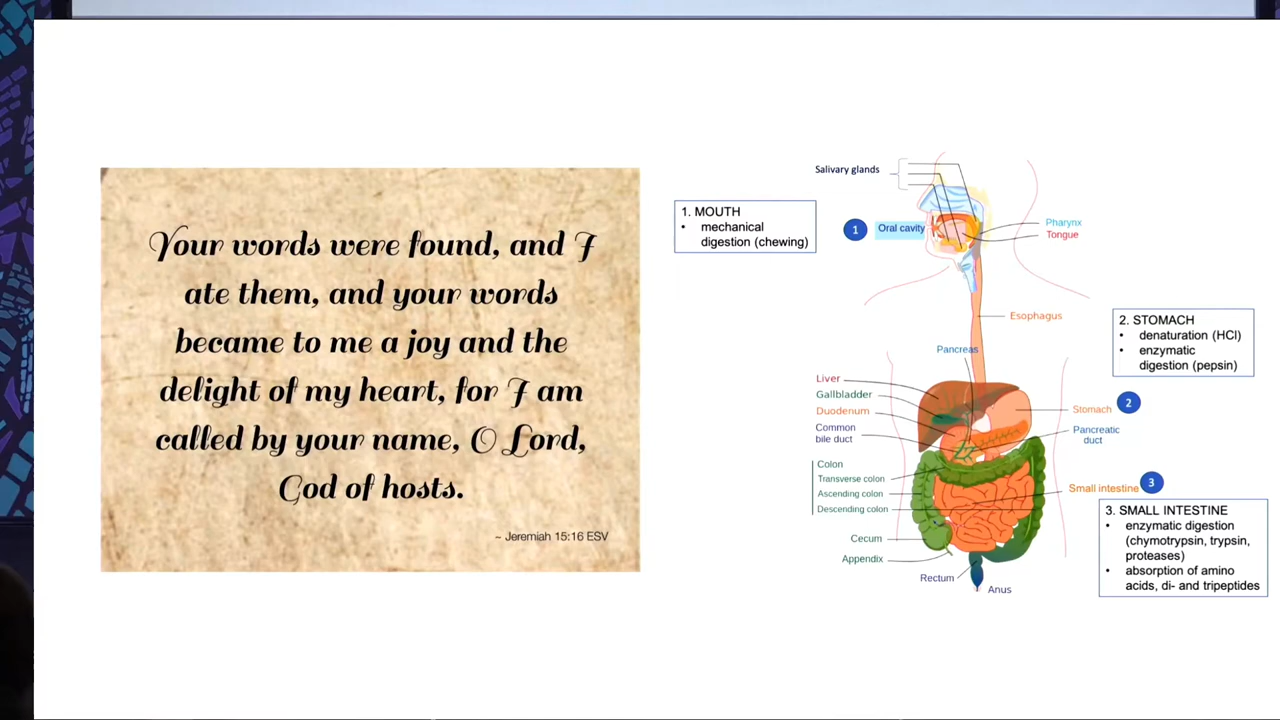 Your words were found, and I
ate them, and your words
became to me a joy and the
delight of my heart, for I am
called by your name, O Lord,
God of hosts.
~ Jeremiah 15:16 ESV
Salivary glands
1. MOUTH
• mechanical
digestion (chewing)
1
Oral cavity
Pharynx
Tongue
Esophagus
2. STOMACH
• denaturation (HCl)
• enzymatic
digestion (pepsin)
Pancreas
Liver
Gallbladder
Duodenum
Common
bile duct
Stomach
2
Pancreatic
duct
Colon
Transverse colon
Ascending colon
Descending colon
Small intestine
3
3. SMALL INTESTINE
• enzymatic digestion
(chymotrypsin, trypsin,
proteases)
• absorption of amino
acids, di- and tripeptides
Cecum
Appendix
Rectum
Anus